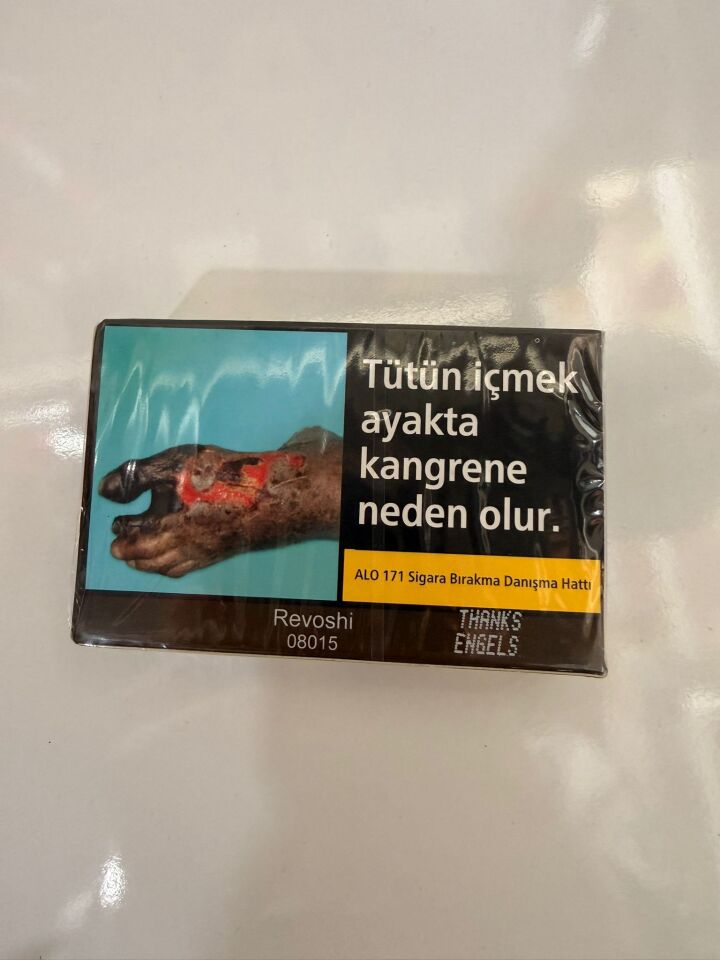 Tütün içmek
ayakta
kangrene
neden olur.
ALO 171 Sigara Bırakma Danışma Hattı
Revoshi
08015
THANKS
ENGELS